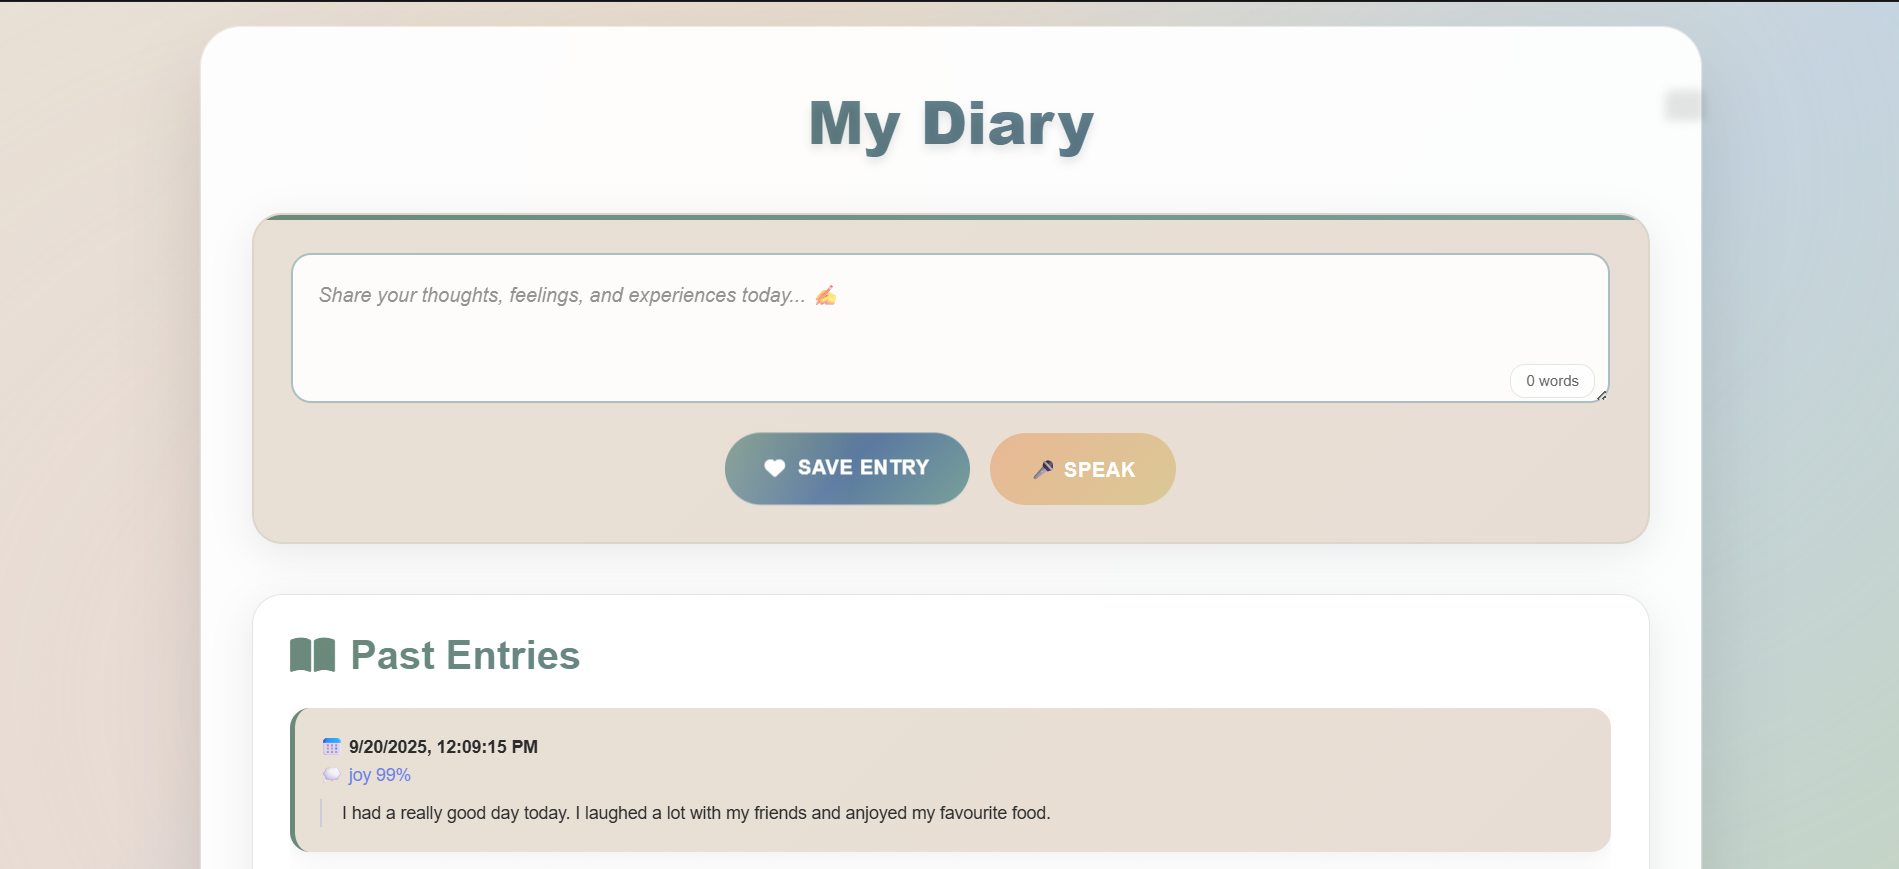 My Diary
Share your thoughts, feelings, and experiences today... ✍️
0 words
SAVE ENTRY
SPEAK
Past Entries
9/20/2025, 12:09:15 PM
joy 99%
I had a really good day today. I laughed a lot with my friends and anjoyed my favourite food.